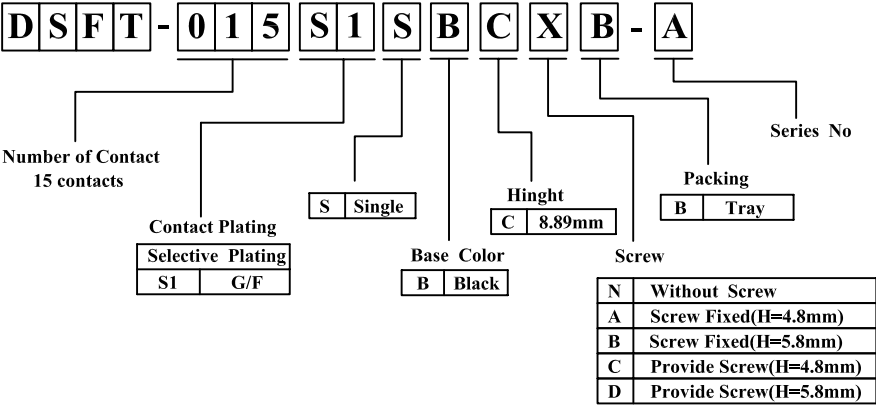 DSFT-015 S1 S B C X B - A
Number of Contact
15 contacts
Contact Plating
Selective Plating
S1 G/F
S Single
Base Color
B Black
Hinght
C 8.89mm
Screw
N Without Screw
A Screw Fixed(H=4.8mm)
B Screw Fixed(H=5.8mm)
C Provide Screw(H=4.8mm)
D Provide Screw(H=5.8mm)
Packing
B Tray
Series No